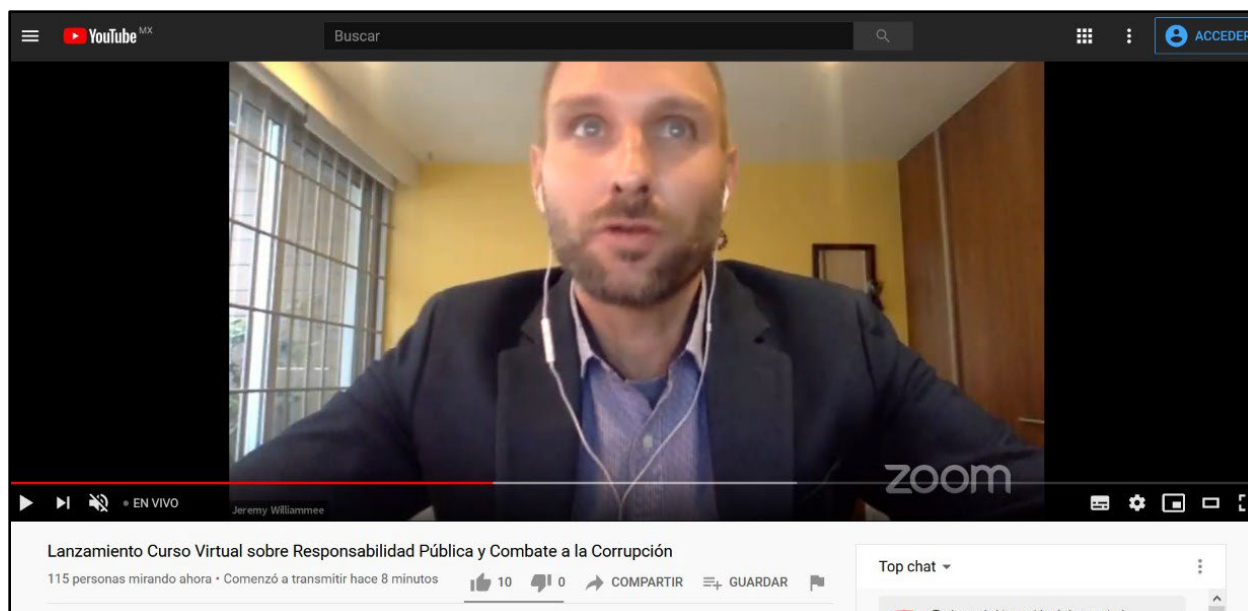 YouTube MX
Buscar
ACCEDER
zoom
EN VIVO
Jeremy Williammee
Lanzamiento Curso Virtual sobre Responsabilidad Pública y Combate a la Corrupción
115 personas mirando ahora • Comenzó a transmitir hace 8 minutos
10
0
COMPARTIR
GUARDAR
Top chat